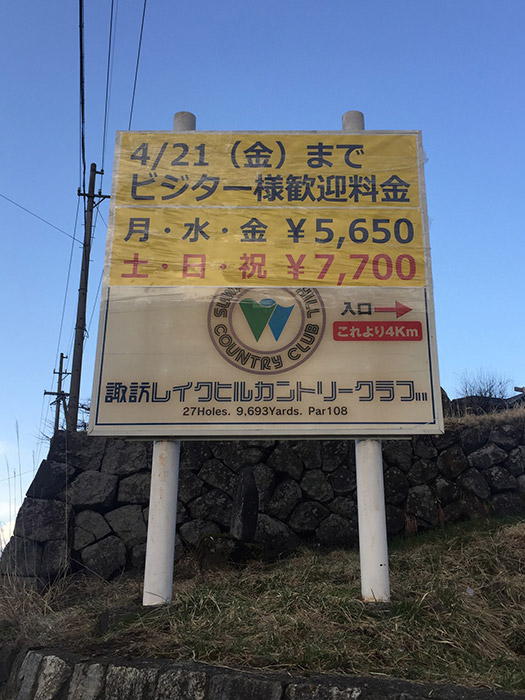 4/21（金）まで
ビジター様歓迎料金
月・水・金 ￥5,650
土・日・祝 ￥7,700
HILL
COUNTRY CLUB
入口
これより4Km
諏訪レイクヒルカントリークラブ
27Holes. 9,693Yards. Par108